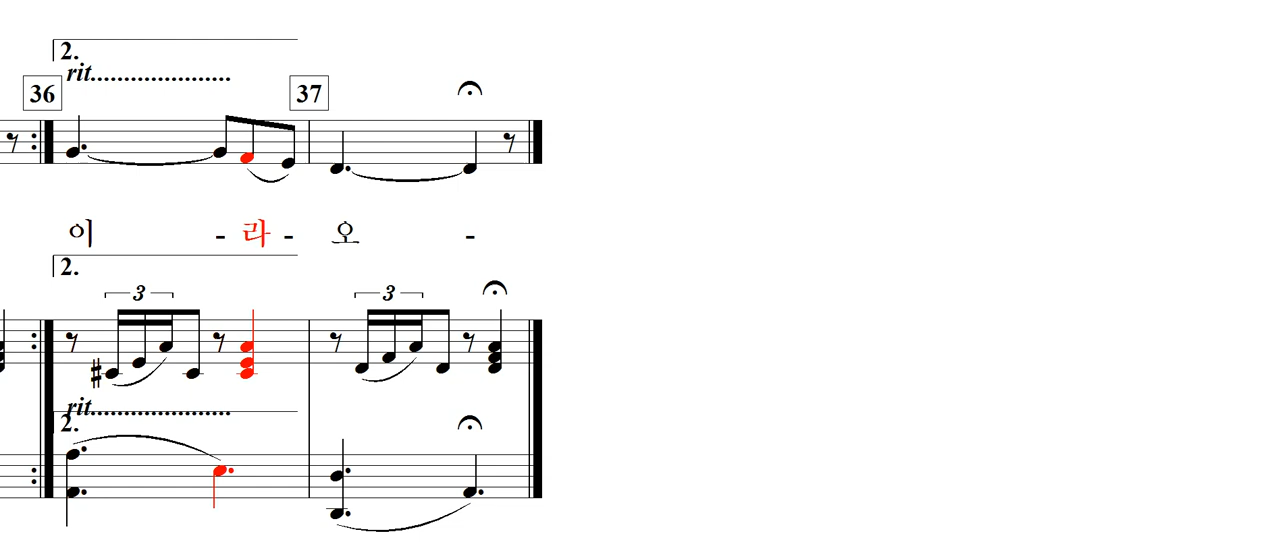 2.
rit.....................
36 37
이 - 라 - 오 -
2.
3 3
rit.....................
2.